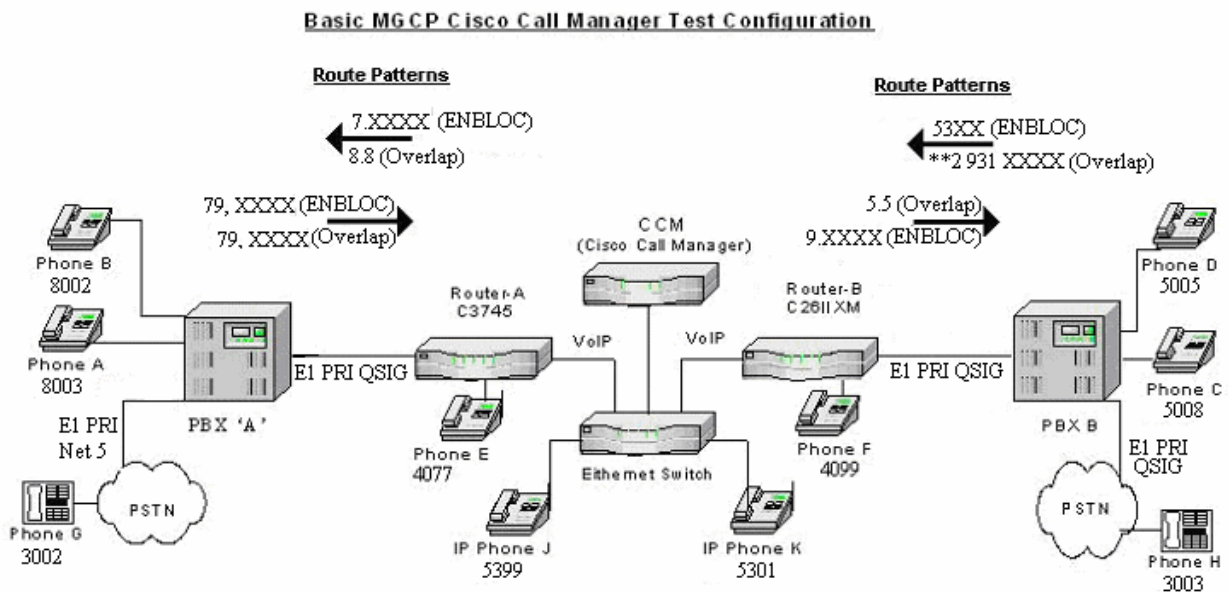 Basic MGCP Cisco Call Manager Test Configuration
Route Patterns
Route Patterns
7.XXXX (ENBLOC)
8.8 (Overlap)
53XX (ENBLOC)
**2 931 XXXX (Overlap)
79, XXXX (ENBLOC)
79, XXXX (Overlap)
5.5 (Overlap)
9.XXXX (ENBLOC)
CCM
(Cisco Call Manager)
Phone B
8002
Phone D
5005
Router-A
C3745
Router-B
C26II XM
Phone A
8003
VoIP
VoIP
Phone C
5008
E1 PRI QSIG
E1 PRI QSIG
PBX 'A'
PBX B
E1 PRI
Net 5
E1 PRI
QSIG
Phone E
4077
Eithernet Switch
Phone F
4099
PSTN
PSTN
Phone G
3002
IP Phone J
5399
IP Phone K
5301
Phone H
3003